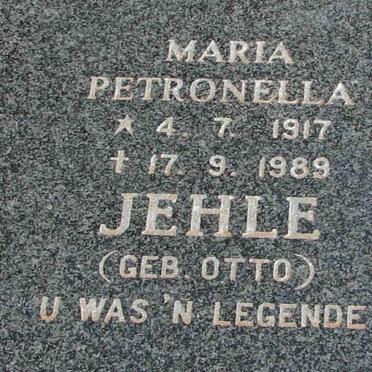 MARIA
PETRONELLA
★ 4. 7. 1917
✝ 17. 9. 1989
JEHLE
(GEB. OTTO)
U WAS 'N LEGENDE